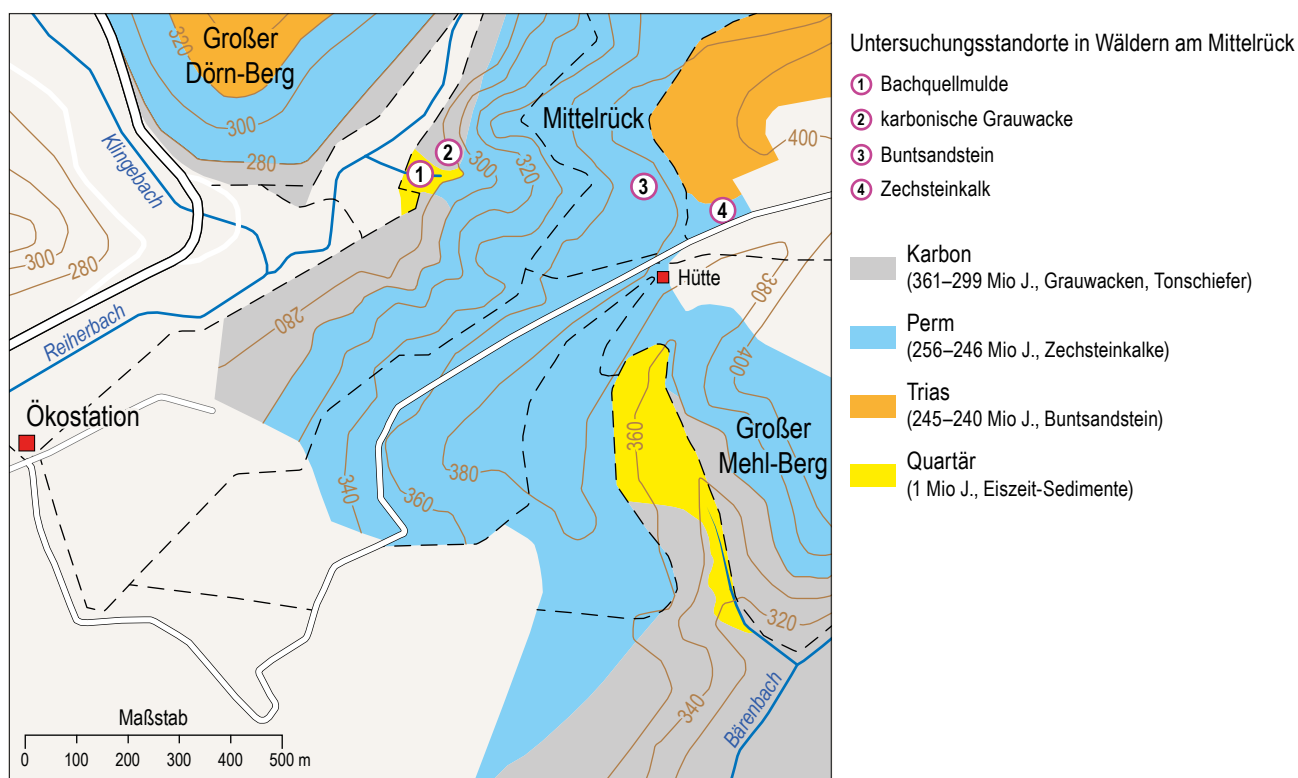 320
Großer
Dörn-Berg
300
280
Klingebach
Mittelrück
2
1
300
320
3
4
400
300
280
Reiherbach
280
Hütte
380
400
Ökostation
360
Großer
Mehl-Berg
380
340
360
320
340
Bärenbach
Maßstab
0 100 200 300 400 500 m
Untersuchungsstandorte in Wäldern am Mittelrück
1 Bachquellmulde
2 karbonische Grauwacke
3 Buntsandstein
4 Zechsteinkalk
Karbon
(361–299 Mio J., Grauwacken, Tonschiefer)
Perm
(256–246 Mio J., Zechsteinkalke)
Trias
(245–240 Mio J., Buntsandstein)
Quartär
(1 Mio J., Eiszeit-Sedimente)